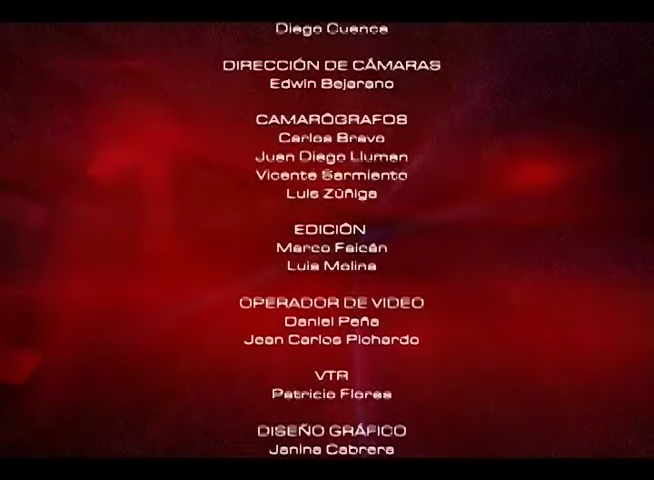 Diego Cuenca
DIRECCIÓN DE CÁMARAS
Edwin Bejarano
CAMARÓGRAFOS
Carlos Bravo
Juan Diego Lluman
Vicente Sarmiento
Luis Zúñiga
EDICIÓN
Marco Faicán
Luis Molina
OPERADOR DE VIDEO
Daniel Peña
Jean Carlos Pichardo
VTR
Patricio Flores
DISEÑO GRÁFICO
Janina Cabrera